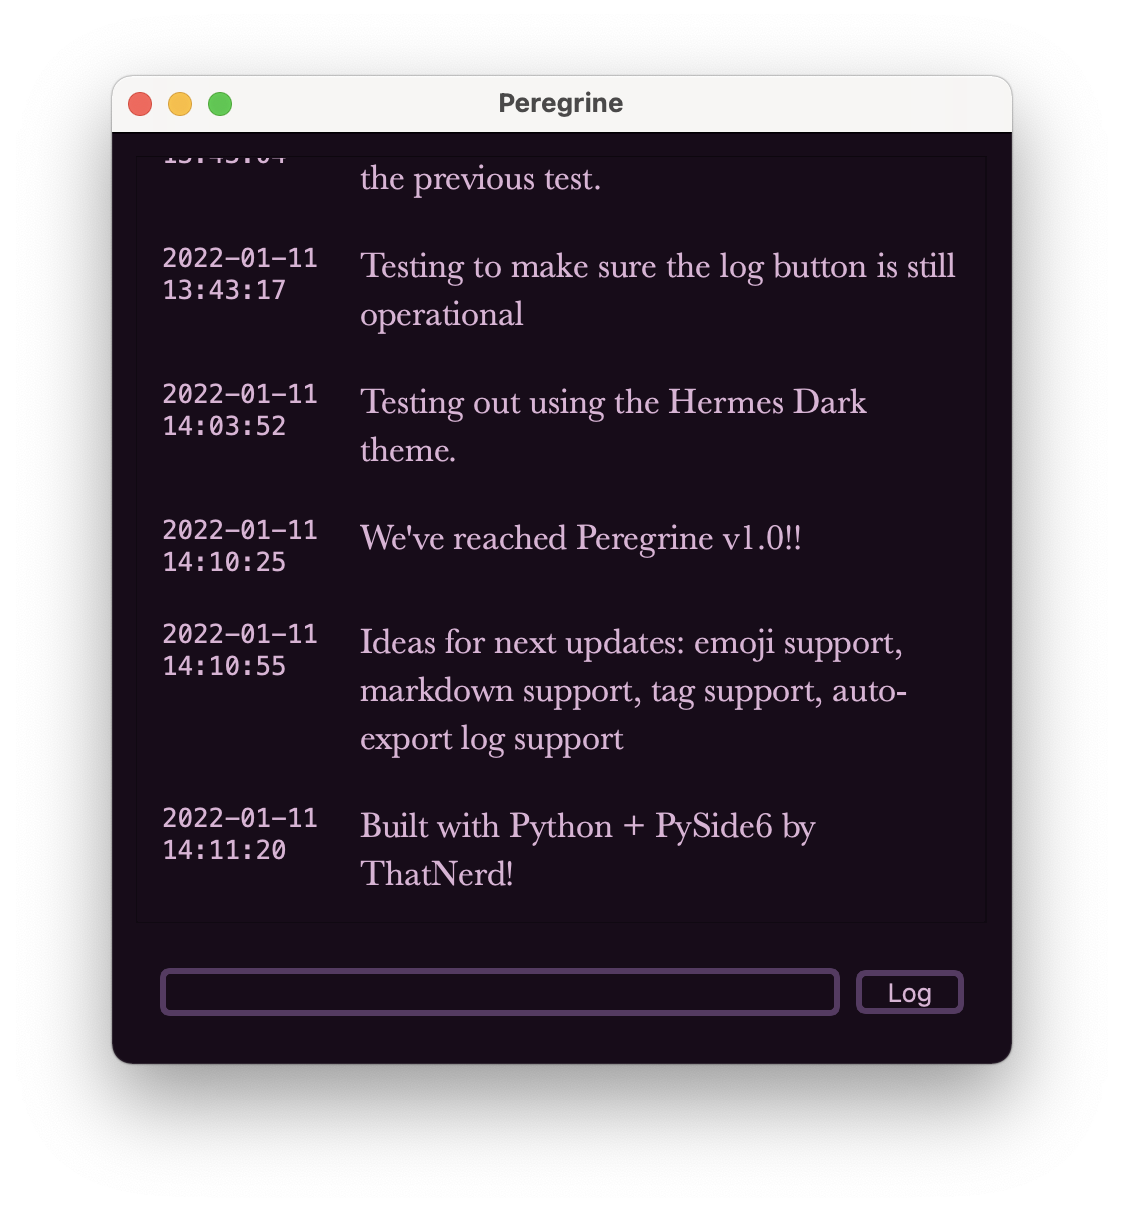 Peregrine
the previous test.
2022-01-11
13:43:17
Testing to make sure the log button is still
operational
2022-01-11
14:03:52
Testing out using the Hermes Dark
theme.
2022-01-11
14:10:25
We've reached Peregrine v1.0!!
2022-01-11
14:10:55
Ideas for next updates: emoji support,
markdown support, tag support, auto-
export log support
2022-01-11
14:11:20
Built with Python + PySide6 by
ThatNerd!
Log